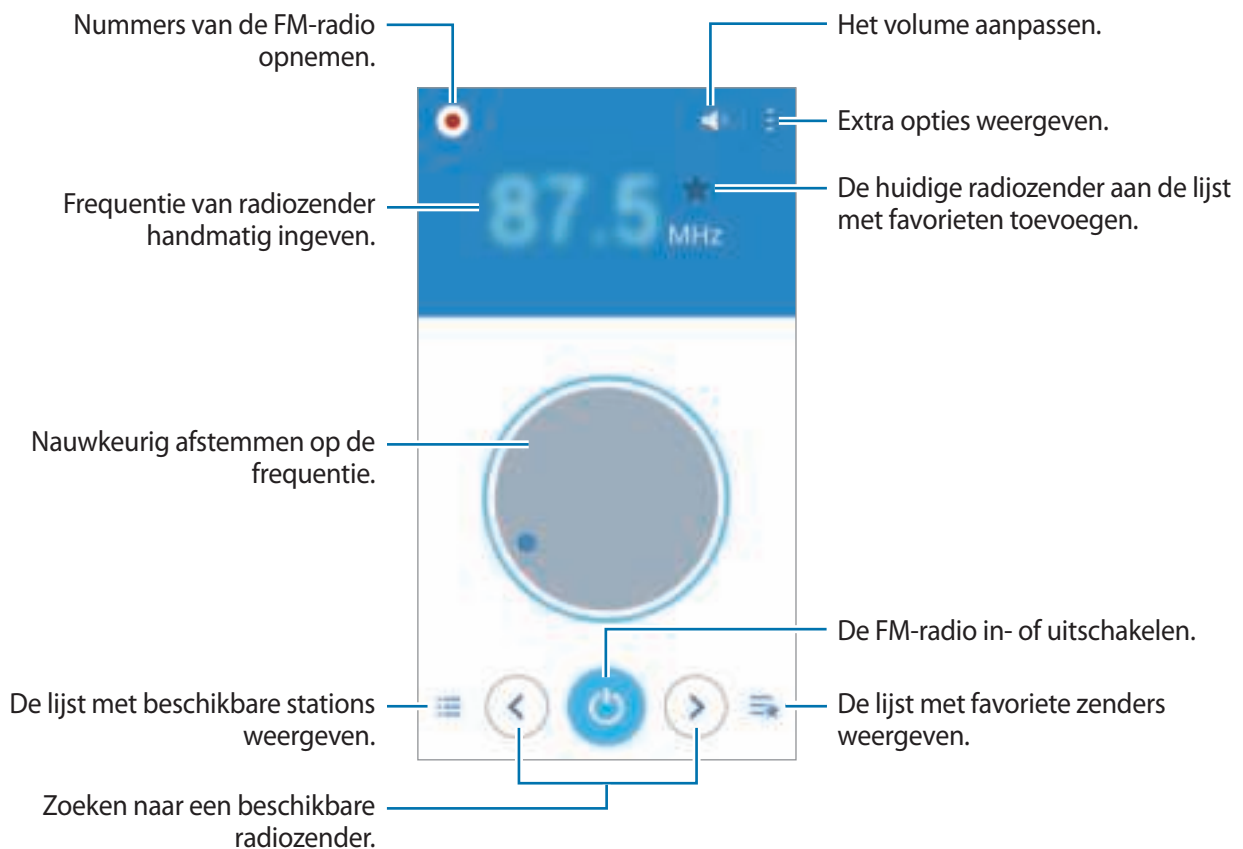 Nummers van de FM-radio
opnemen.
Het volume aanpassen.
Extra opties weergeven.
Frequentie van radiozender
handmatig ingeven.
87.5
MHz
De huidige radiozender aan de lijst
met favorieten toevoegen.
Nauwkeurig afstemmen op de
frequentie.
De FM-radio in- of uitschakelen.
De lijst met beschikbare stations
weergeven.
De lijst met favoriete zenders
weergeven.
Zoeken naar een beschikbare
radiozender.